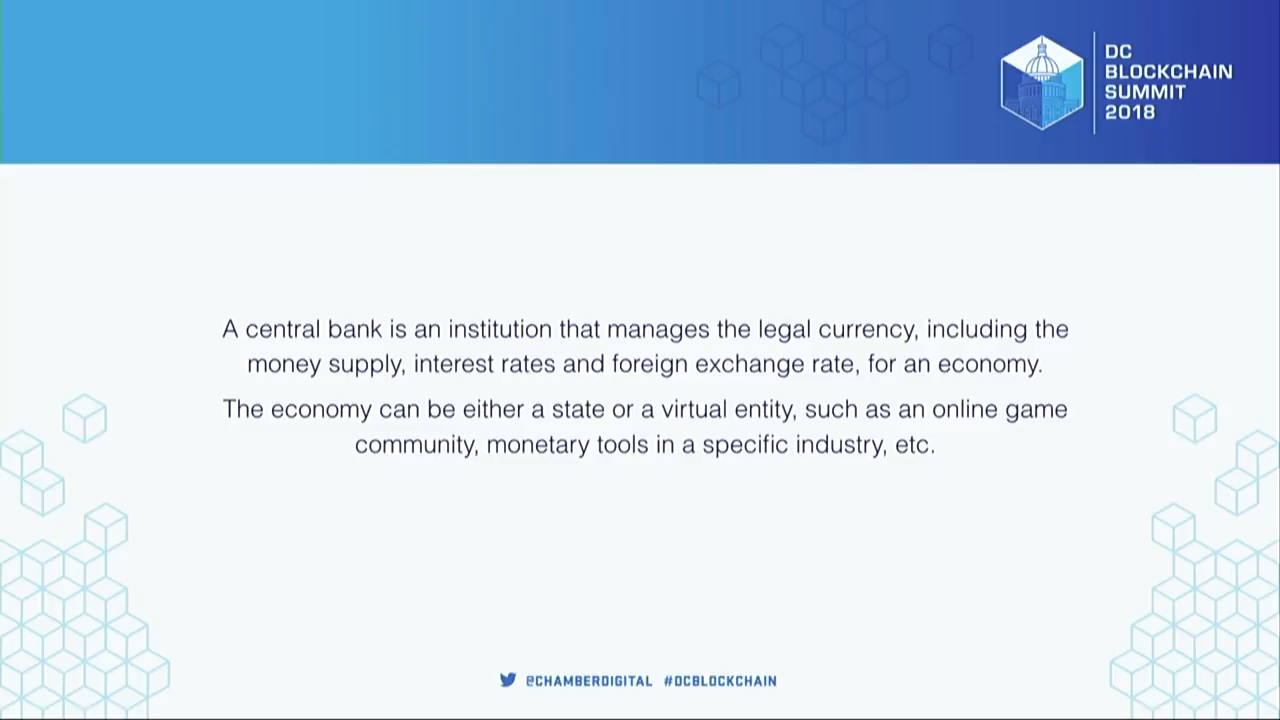 DC
BLOCKCHAIN
SUMMIT
2018
A central bank is an institution that manages the legal currency, including the
money supply, interest rates and foreign exchange rate, for an economy.
The economy can be either a state or a virtual entity, such as an online game
community, monetary tools in a specific industry, etc.
@CHAMBERDIGITAL #DCBLOCKCHAIN